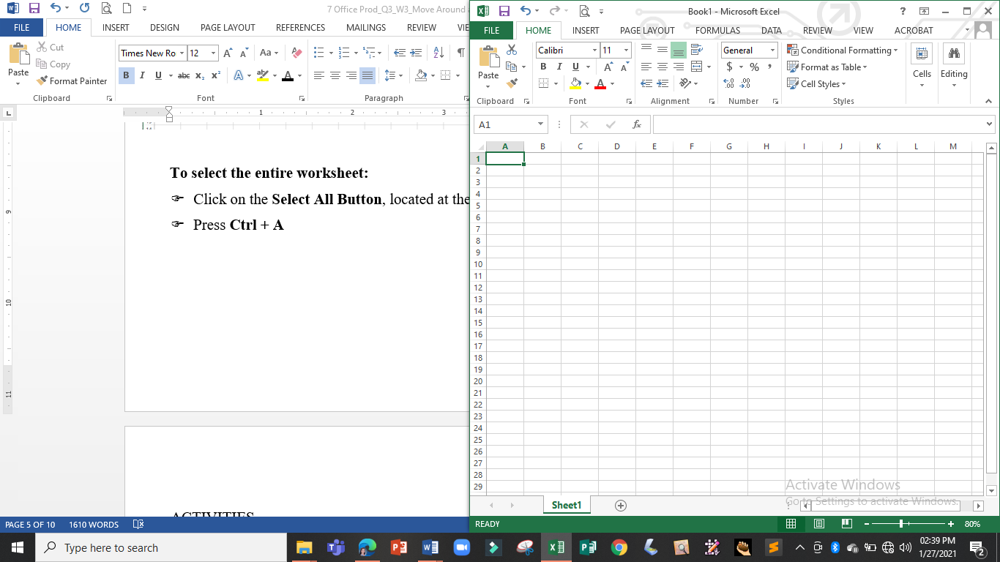 7 Office Prod_Q3_W3_Move Around
FILE HOME INSERT DESIGN PAGE LAYOUT REFERENCES MAILINGS REVIEW VIE
Paste
Cut
Copy
Format Painter
Times New Ro 12
Aa
B I U abc x₂ x²
A ab A
Clipboard Font Paragraph
1 2 3
9
10
11
To select the entire worksheet:
Click on the Select All Button, located at the
Press Ctrl + A
ACTIVITIES
PAGE 5 OF 10 1610 WORDS
Book1 - Microsoft Excel
FILE HOME INSERT PAGE LAYOUT FORMULAS DATA REVIEW VIEW ACROBAT
Paste
Calibri 11
B I U A A
General
$ % ,
Conditional Formatting
Format as Table
Cell Styles
Cells
Editing
Clipboard Font Alignment Number Styles
A1
fx
A B C D E F G H I J K L M
1
2
3
4
5
6
7
8
9
10
11
12
13
14
15
16
17
18
19
20
21
22
23
24
25
26
27
28
29
Activate Windows
Go to Settings to activate Windows.
Sheet1
READY
80%
Type here to search
02:39 PM
1/27/2021
2